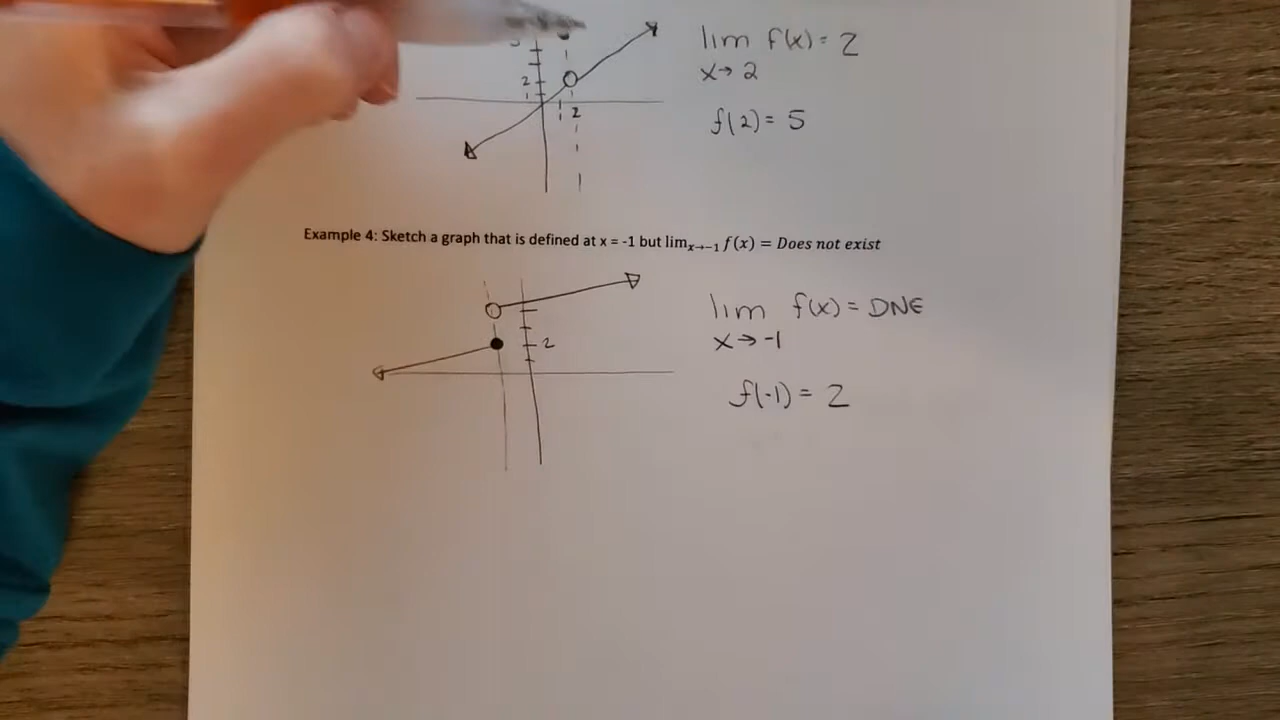 lim f(x) = 2
x→ 2
2
2
f(2) = 5
Example 4: Sketch a graph that is defined at x = -1 but lim_{x→-1} f(x) = Does not exist
lim f(x) = DNE
x → -1
2
f(-1) = 2